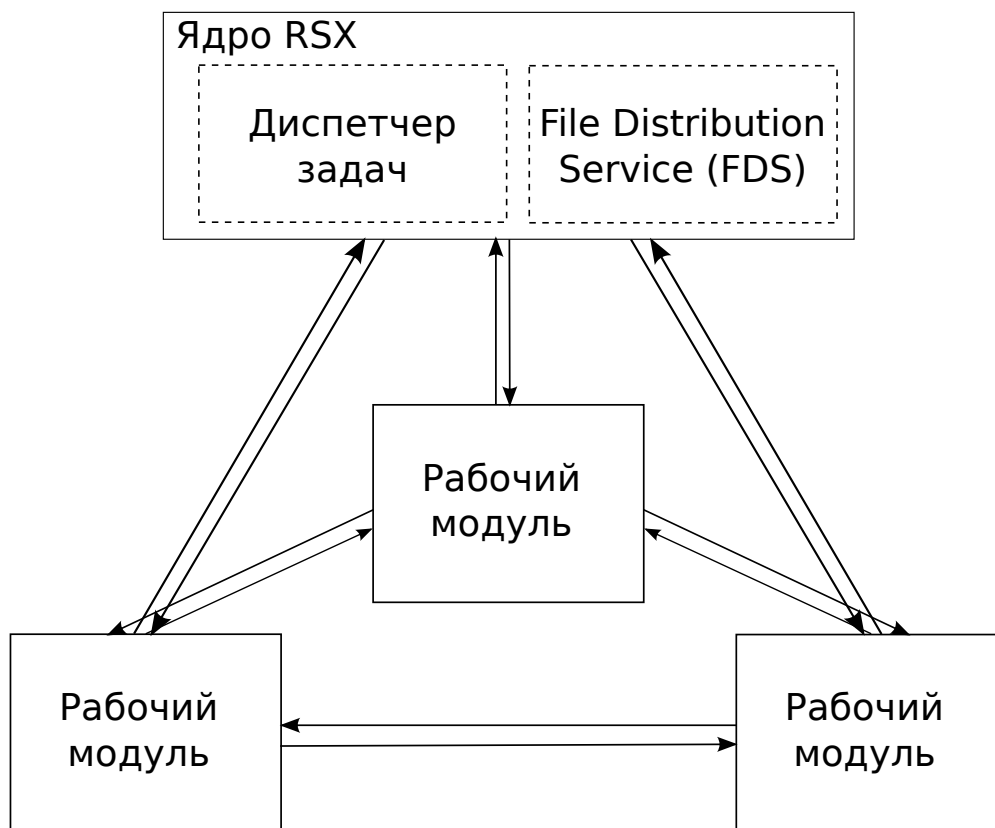 Ядро RSX
Диспетчер
задач
File Distribution
Service (FDS)
Рабочий
модуль
Рабочий
модуль
Рабочий
модуль